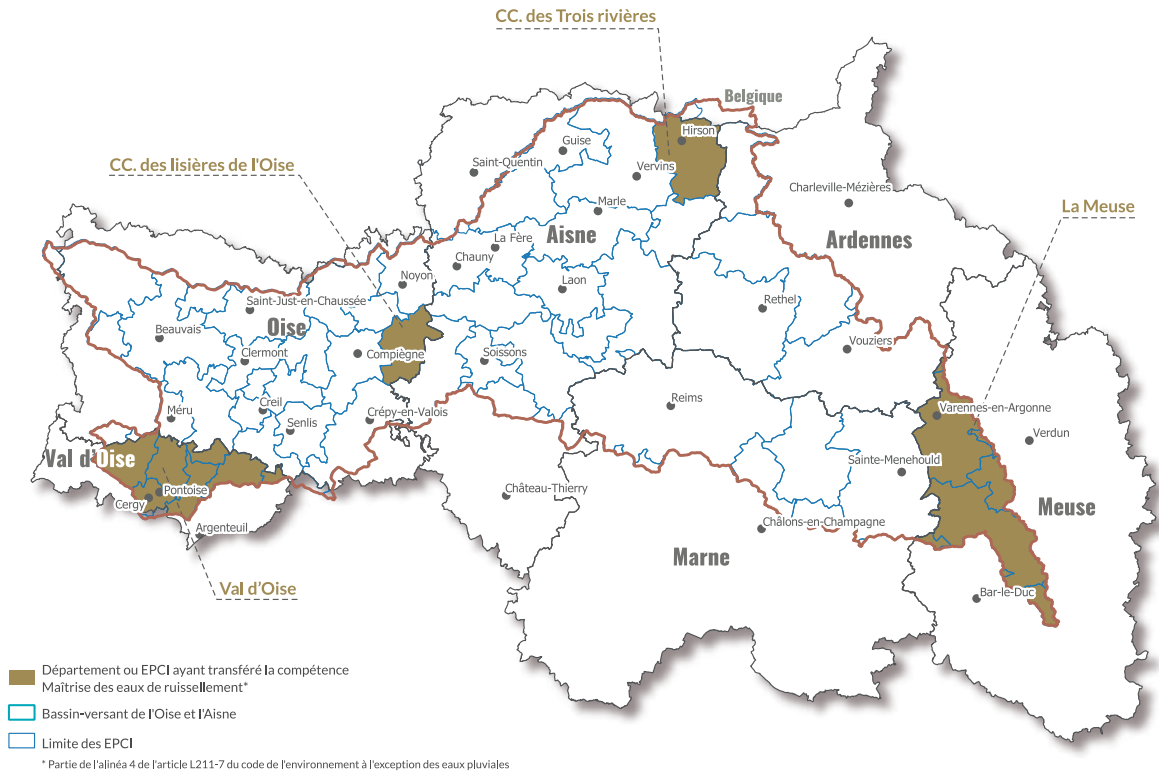 CC. des Trois rivières
Belgique
Hirson
Guise
CC. des lisières de l'Oise
Saint-Quentin
Vervins
Charleville-Mézières
Marle
La Meuse
Aisne
Ardennes
La Fère
Chauny
Noyon
Laon
Saint-Just-en-Chaussée
Rethel
Oise
Beauvais
Vouziers
Clermont
Compiègne
Soissons
Creil
Reims
Méru
Crépy-en-Valois
Varennes-en-Argonne
Senlis
Verdun
Val d'Oise
Sainte-Menehould
Pontoise
Château-Thierry
Cergy
Meuse
Châlons-en-Champagne
Argenteuil
Marne
Val d'Oise
Bar-le-Duc
Département ou EPCI ayant transféré la compétence
Maîtrise des eaux de ruissellement*
Bassin-versant de l'Oise et l'Aisne
Limite des EPCI
* Partie de l'alinéa 4 de l'article L211-7 du code de l'environnement à l'exception des eaux pluviales